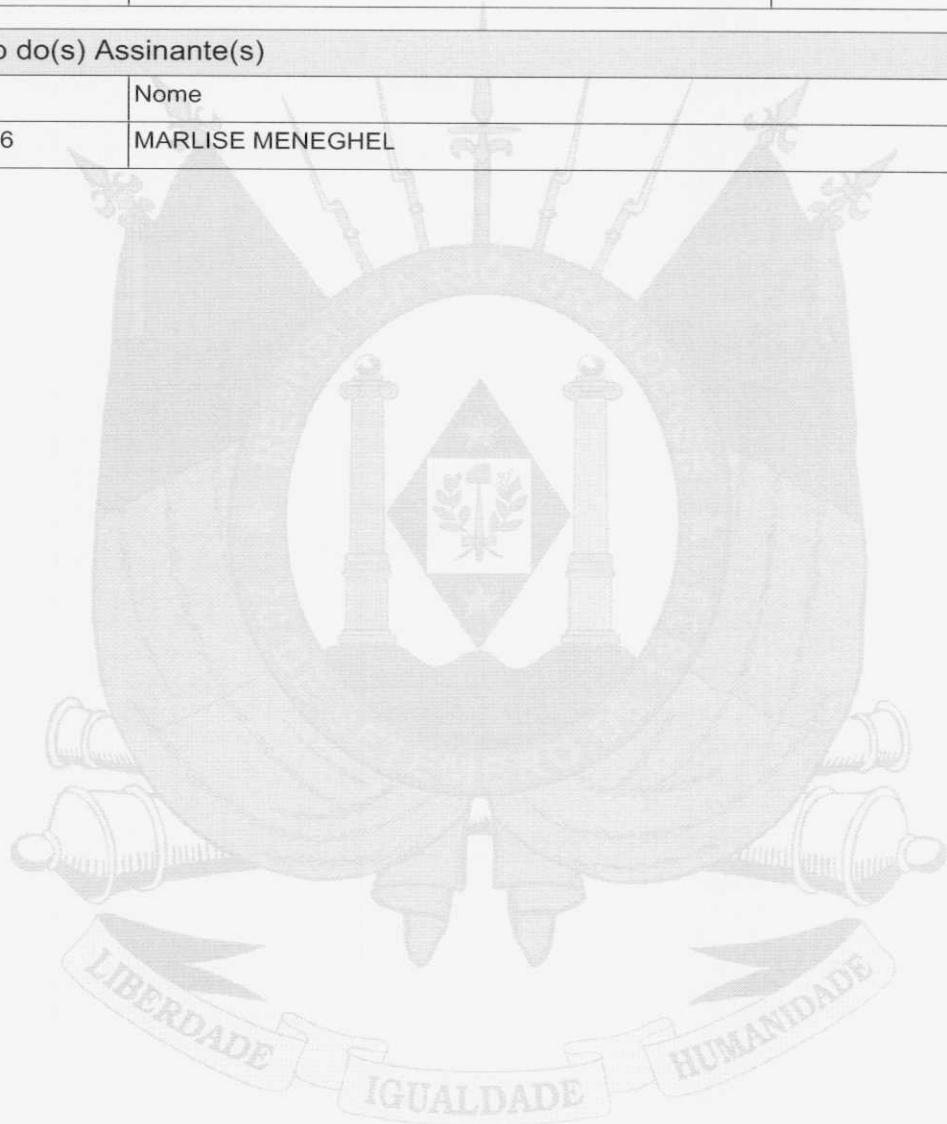 o do(s) Assinante(s)
Nome
6 MARLISE MENEGHEL
LIBERDADE
IGUALDADE
HUMANIDADE